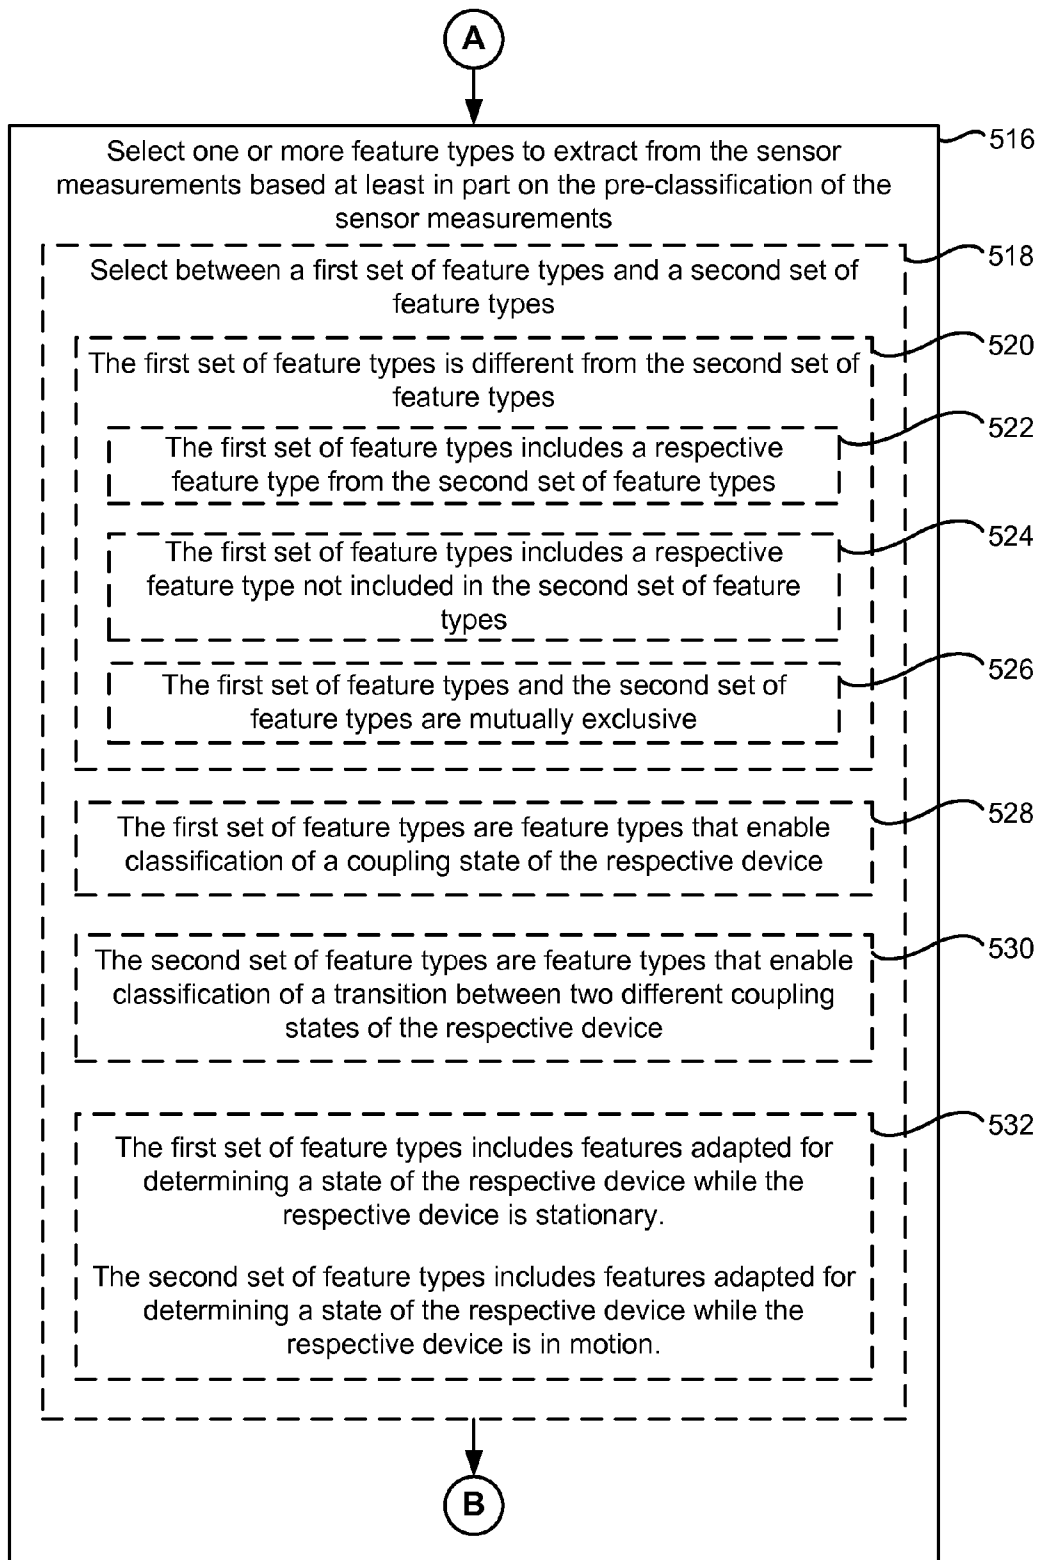 A
Select one or more feature types to extract from the sensor
measurements based at least in part on the pre-classification of the
sensor measurements
516
Select between a first set of feature types and a second set of
feature types
518
The first set of feature types is different from the second set of
feature types
520
The first set of feature types includes a respective
feature type from the second set of feature types
522
The first set of feature types includes a respective
feature type not included in the second set of feature
types
524
The first set of feature types and the second set of
feature types are mutually exclusive
526
The first set of feature types are feature types that enable
classification of a coupling state of the respective device
528
The second set of feature types are feature types that enable
classification of a transition between two different coupling
states of the respective device
530
The first set of feature types includes features adapted for
determining a state of the respective device while the
respective device is stationary.
The second set of feature types includes features adapted for
determining a state of the respective device while the
respective device is in motion.
532
B